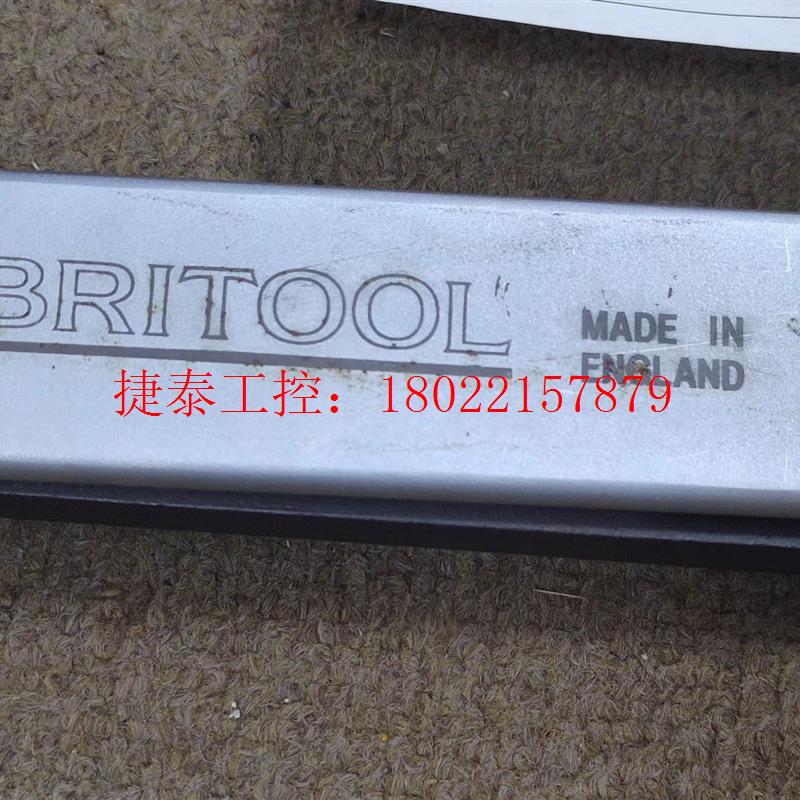 BRITOOL
MADE IN
ENGLAND
捷泰工控：18022157879